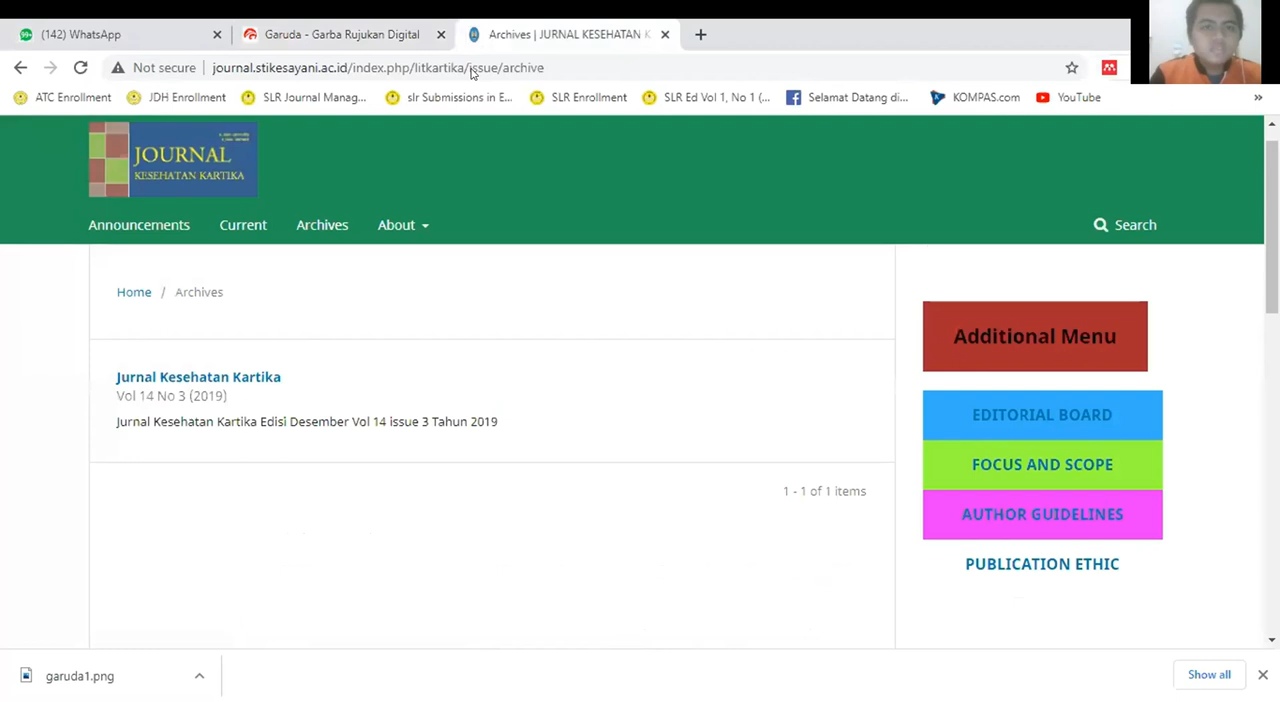 (142) WhatsApp
Garuda - Garba Rujukan Digital
Archives | JURNAL KESEHATAN K
Not secure
journal.stikesayani.ac.id/index.php/litkartika/issue/archive
ATC Enrollment
JDH Enrollment
SLR Journal Manag...
slr Submissions in E...
SLR Enrollment
SLR Ed Vol 1, No 1 (...
Selamat Datang di...
KOMPAS.com
YouTube
JOURNAL
KESEHATAN KARTIKA
Announcements
Current
Archives
About
Search
Home / Archives
Jurnal Kesehatan Kartika
Vol 14 No 3 (2019)
Jurnal Kesehatan Kartika Edisi Desember Vol 14 issue 3 Tahun 2019
1 - 1 of 1 items
Additional Menu
EDITORIAL BOARD
FOCUS AND SCOPE
AUTHOR GUIDELINES
PUBLICATION ETHIC
garuda1.png
Show all